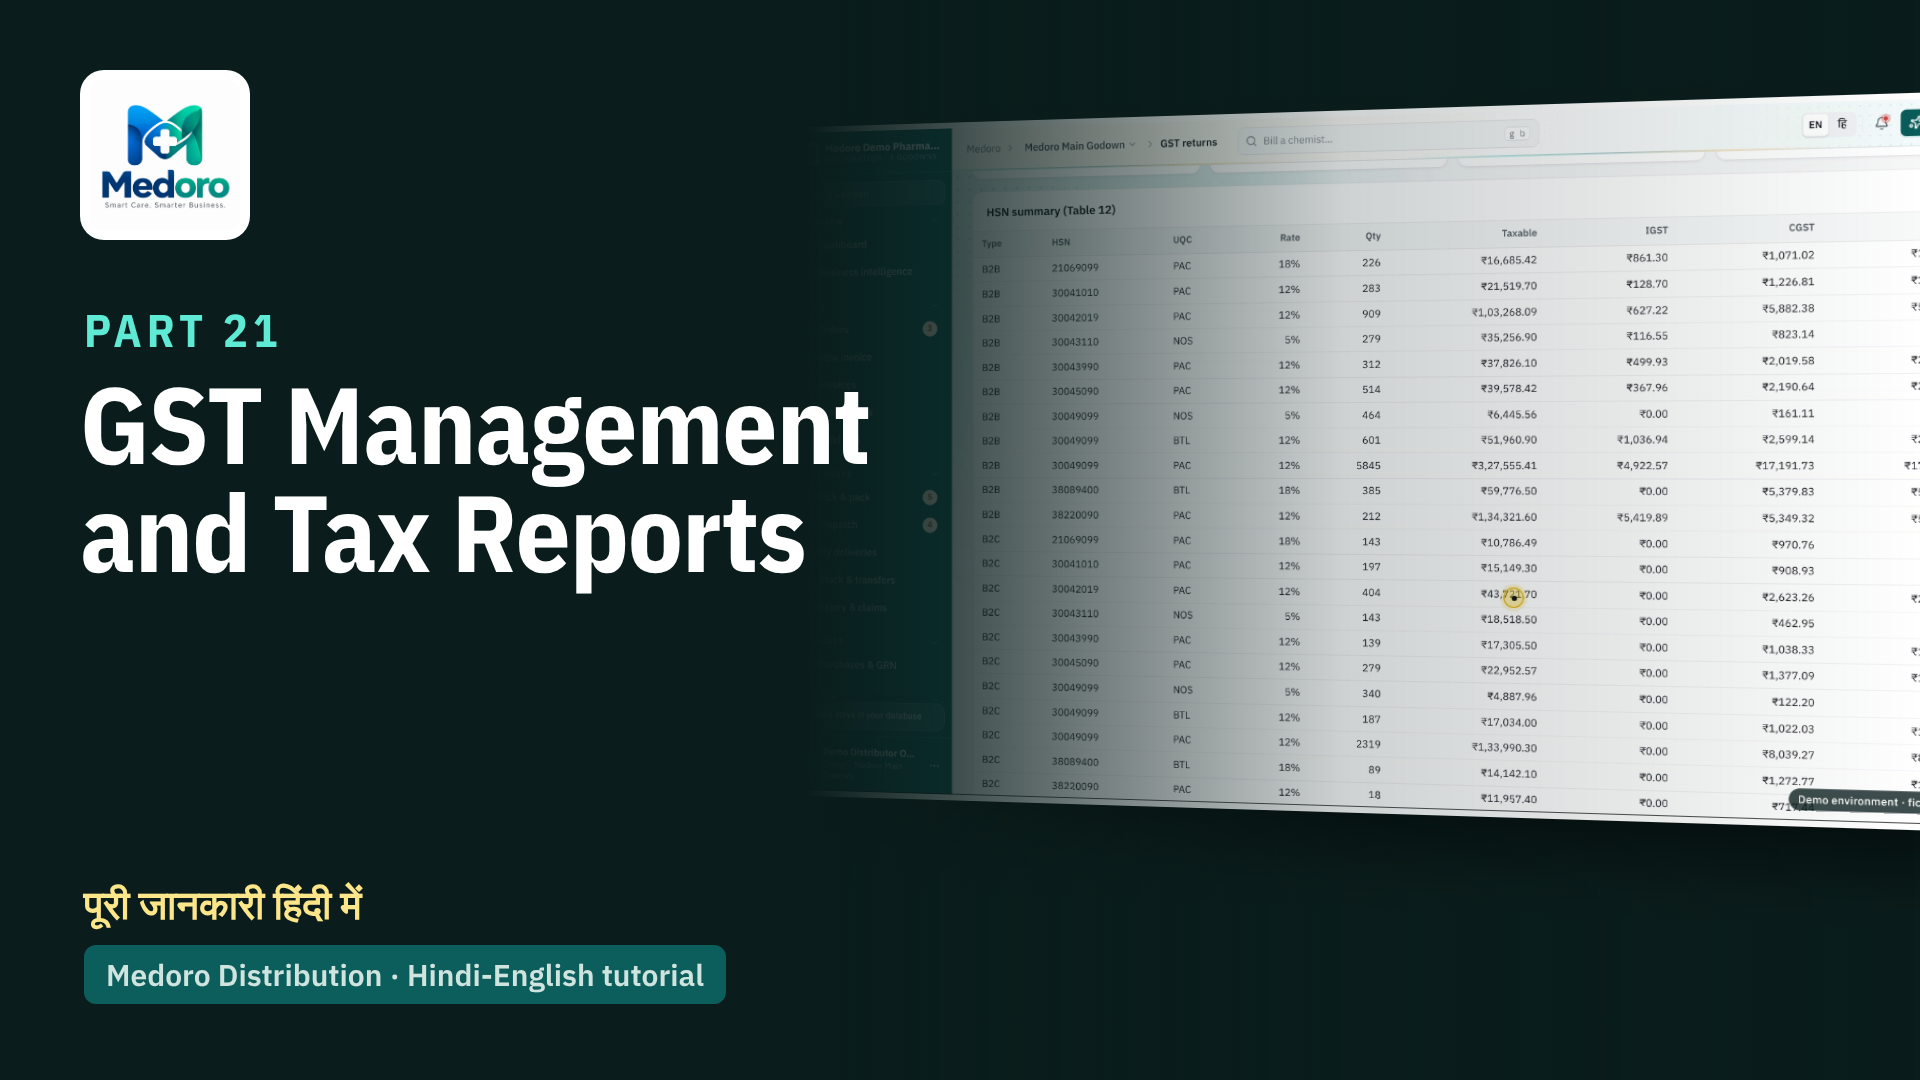 Medoro
Smart Care. Smarter Business.
PART 21
GST Management
and Tax Reports
पूरी जानकारी हिंदी में
Medoro Distribution · Hindi-English tutorial
Medoro Demo Pharma...
Medoro > Medoro Main Godown > GST returns
Bill a chemist...
g b
EN हि
HSN summary (Table 12)
Type HSN UQC Rate Qty Taxable IGST CGST
B2B 21069099 PAC 18% 226 ₹16,685.42 ₹861.30 ₹1,071.02
B2B 30041010 PAC 12% 283 ₹21,519.70 ₹128.70 ₹1,226.81
B2B 30042019 PAC 12% 909 ₹1,03,268.09 ₹627.22 ₹5,882.38
B2B 30043110 NOS 5% 279 ₹35,256.90 ₹116.55 ₹823.14
B2B 30043990 PAC 12% 312 ₹37,826.10 ₹499.93 ₹2,019.58
B2B 30045090 PAC 12% 514 ₹39,578.42 ₹367.96 ₹2,190.64
B2B 30049099 NOS 5% 464 ₹6,445.56 ₹0.00 ₹161.11
B2B 30049099 BTL 12% 601 ₹51,960.90 ₹1,036.94 ₹2,599.14
B2B 30049099 PAC 12% 5845 ₹3,27,555.41 ₹4,922.57 ₹17,191.73
B2B 38089400 BTL 18% 385 ₹59,776.50 ₹0.00 ₹5,379.83
B2B 38220090 PAC 12% 212 ₹1,34,321.60 ₹5,419.89 ₹5,349.32
B2C 21069099 PAC 18% 143 ₹10,786.49 ₹0.00 ₹970.76
B2C 30041010 PAC 12% 197 ₹15,149.30 ₹0.00 ₹908.93
B2C 30042019 PAC 12% 404 ₹0.00 ₹2,623.26
B2C 30043110 NOS 5% 143 ₹18,518.50 ₹0.00 ₹462.95
B2C 30043990 PAC 12% 139 ₹17,305.50 ₹0.00 ₹1,038.33
B2C 30045090 PAC 12% 279 ₹22,952.57 ₹0.00 ₹1,377.09
B2C 30049099 NOS 5% 340 ₹4,887.96 ₹0.00 ₹122.20
B2C 30049099 BTL 12% 187 ₹17,034.00 ₹0.00 ₹1,022.03
B2C 30049099 PAC 12% 2319 ₹1,33,990.30 ₹0.00 ₹8,039.27
B2C 38089400 BTL 18% 89 ₹14,142.10 ₹0.00 ₹1,272.77
B2C 38220090 PAC 12% 18 ₹11,957.40 ₹0.00
Demo environment · fic